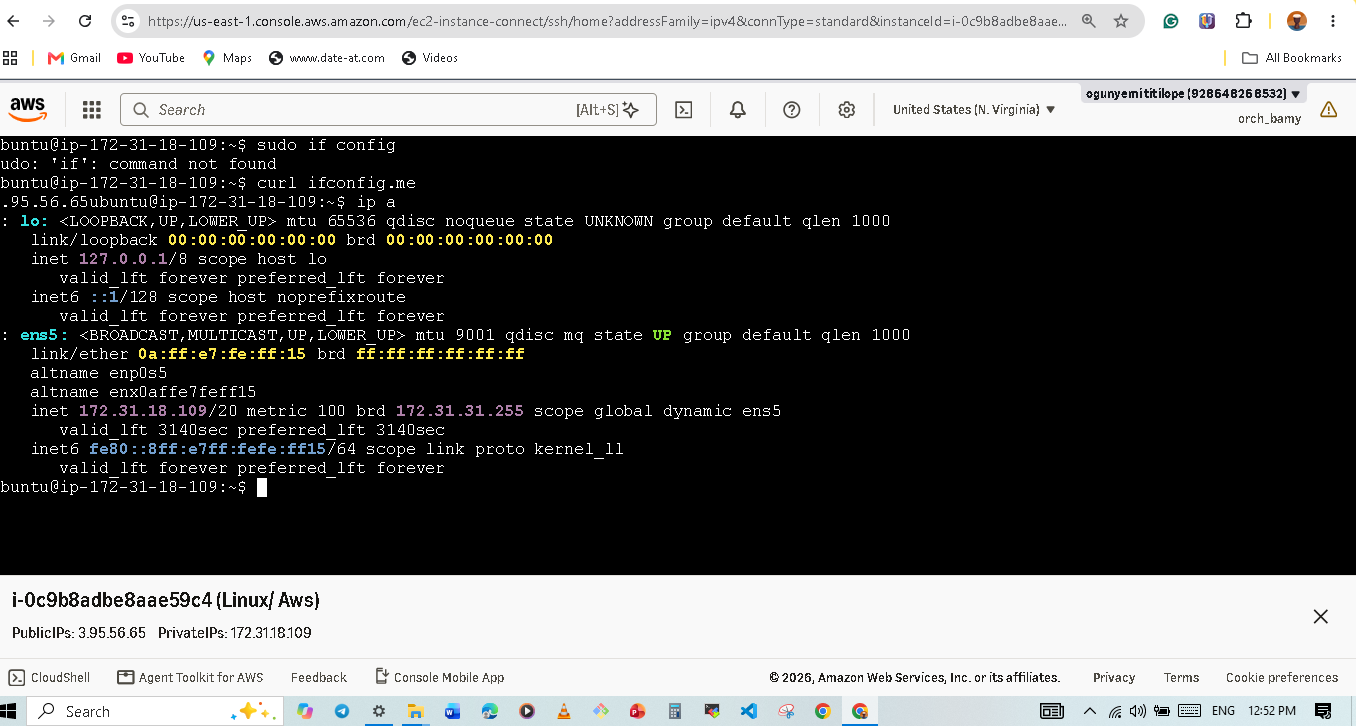 https://us-east-1.console.aws.amazon.com/ec2-instance-connect/ssh/home?addressFamily=ipv4&connType=standard&instanceId=i-0c9b8adbe8aae...
Gmail YouTube Maps www.date-at.com Videos All Bookmarks
aws Search [Alt+S] United States (N. Virginia) ▼ ogunyemititilope (928648268532) ▼
orch_bamy
buntu@ip-172-31-18-109:~$ sudo if config
udo: 'if': command not found
buntu@ip-172-31-18-109:~$ curl ifconfig.me
.95.56.65ubuntu@ip-172-31-18-109:~$ ip a
: lo: <LOOPBACK,UP,LOWER_UP> mtu 65536 qdisc noqueue state UNKNOWN group default qlen 1000
link/loopback 00:00:00:00:00:00 brd 00:00:00:00:00:00
inet 127.0.0.1/8 scope host lo
valid_lft forever preferred_lft forever
inet6 ::1/128 scope host noprefixroute
valid_lft forever preferred_lft forever
: ens5: <BROADCAST,MULTICAST,UP,LOWER_UP> mtu 9001 qdisc mq state UP group default qlen 1000
link/ether 0a:ff:e7:fe:ff:15 brd ff:ff:ff:ff:ff:ff
altname enp0s5
altname enx0affe7feff15
inet 172.31.18.109/20 metric 100 brd 172.31.31.255 scope global dynamic ens5
valid_lft 3140sec preferred_lft 3140sec
inet6 fe80::8ff:e7ff:fefe:ff15/64 scope link proto kernel_ll
valid_lft forever preferred_lft forever
buntu@ip-172-31-18-109:~$
i-0c9b8adbe8aae59c4 (Linux/ Aws)
PublicIPs: 3.95.56.65 PrivateIPs: 172.31.18.109
CloudShell Agent Toolkit for AWS Feedback Console Mobile App © 2026, Amazon Web Services, Inc. or its affiliates. Privacy Terms Cookie preferences
Search ENG 12:52 PM